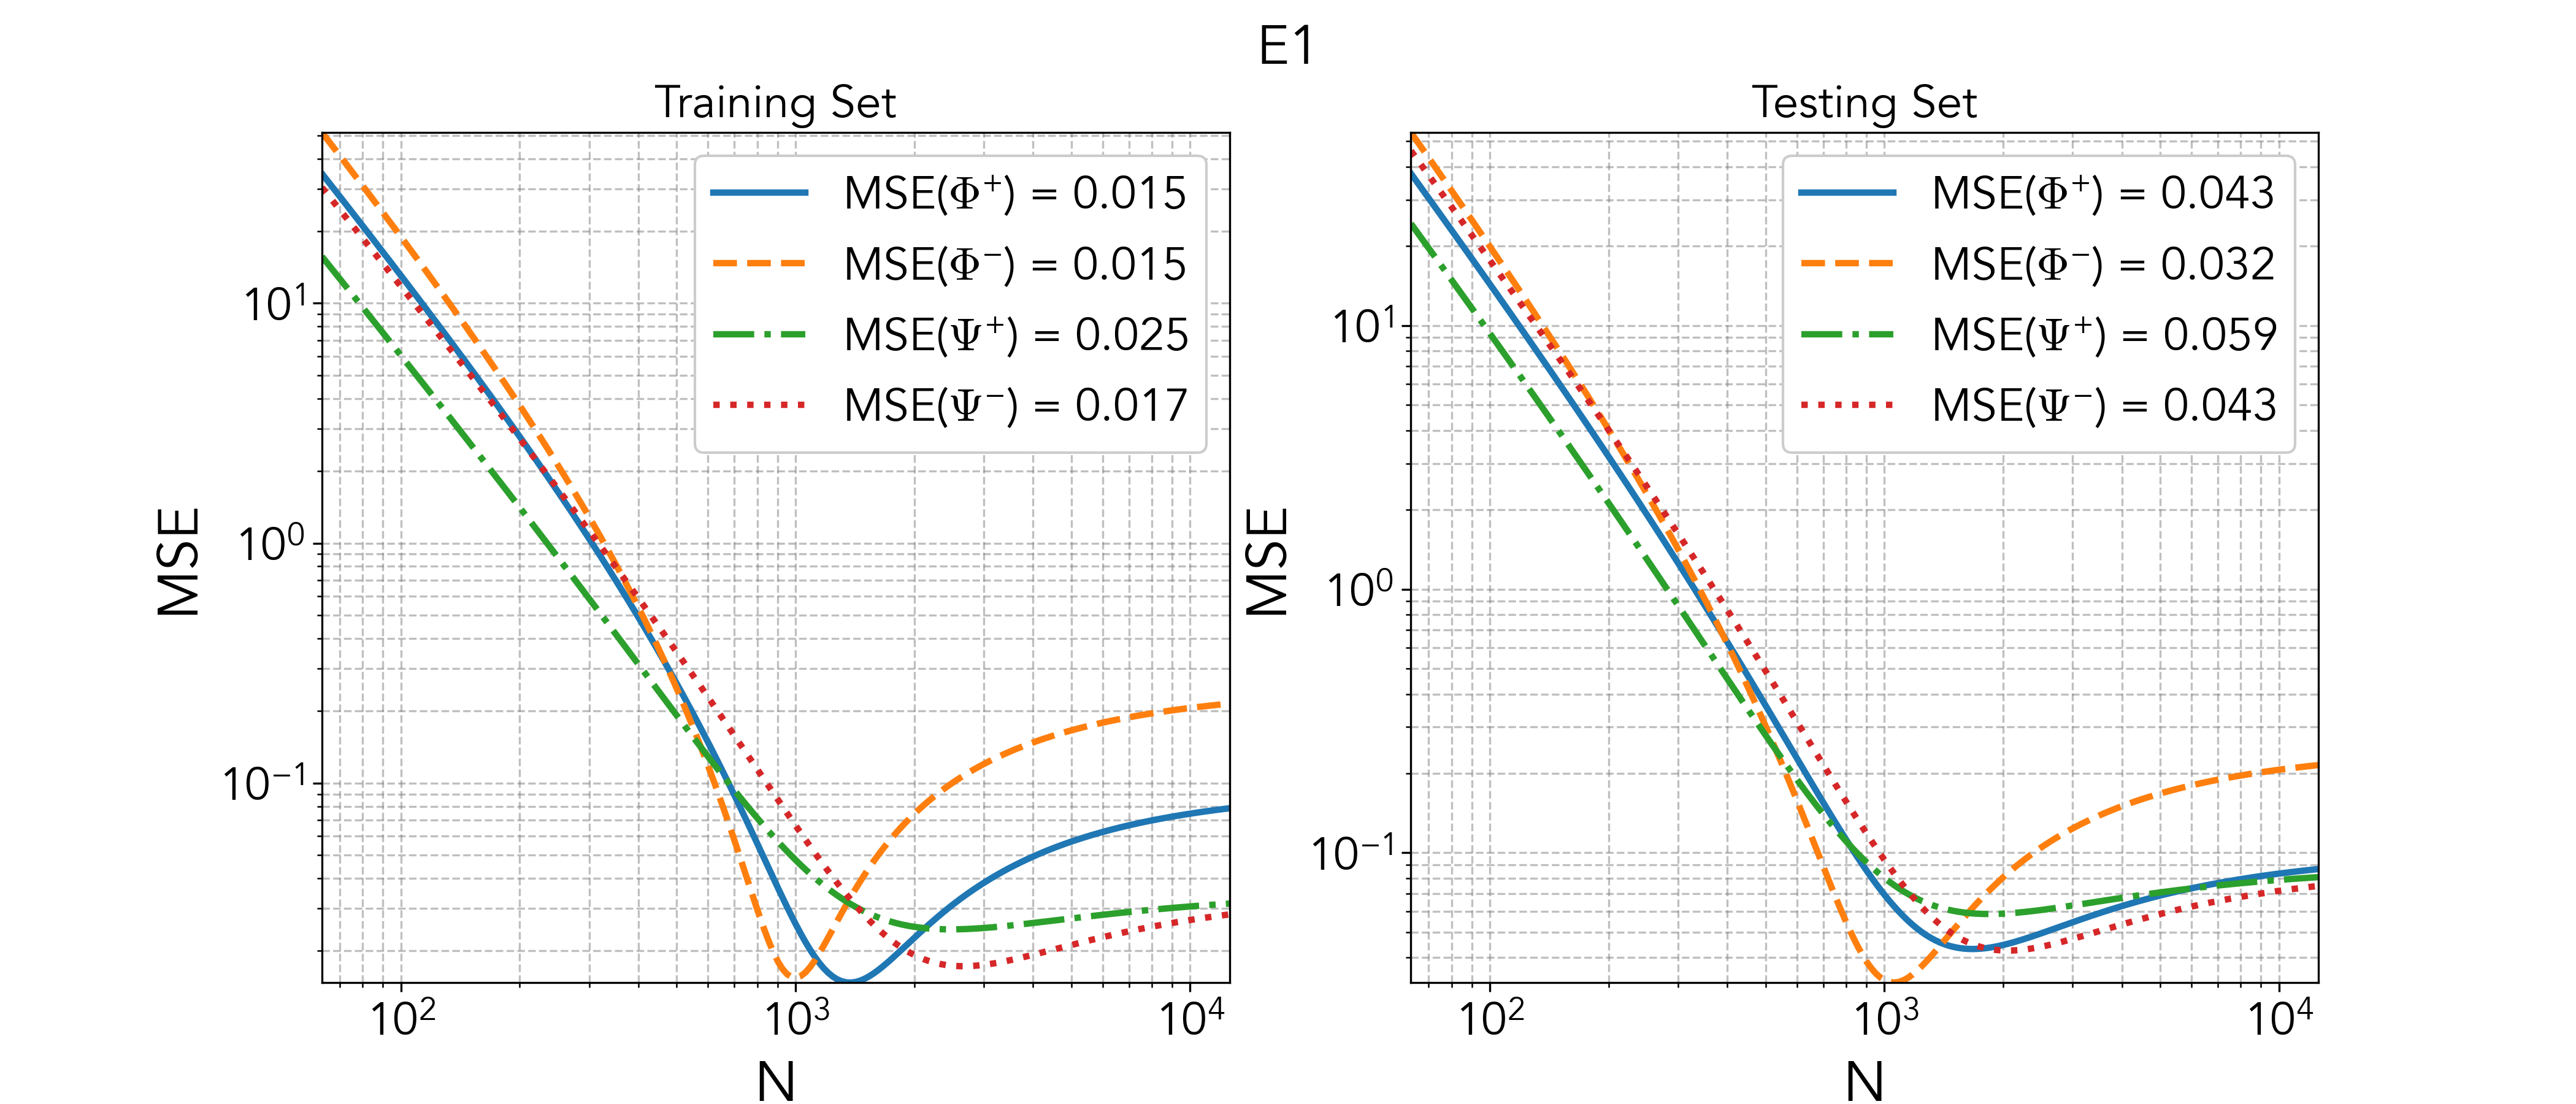 E1
Training Set
MSE(Φ⁺) = 0.015
MSE(Φ⁻) = 0.015
MSE(Ψ⁺) = 0.025
MSE(Ψ⁻) = 0.017
MSE
10¹
10⁰
10⁻¹
10²
10³
10⁴
N
Testing Set
MSE(Φ⁺) = 0.043
MSE(Φ⁻) = 0.032
MSE(Ψ⁺) = 0.059
MSE(Ψ⁻) = 0.043
MSE
10¹
10⁰
10⁻¹
10²
10³
10⁴
N